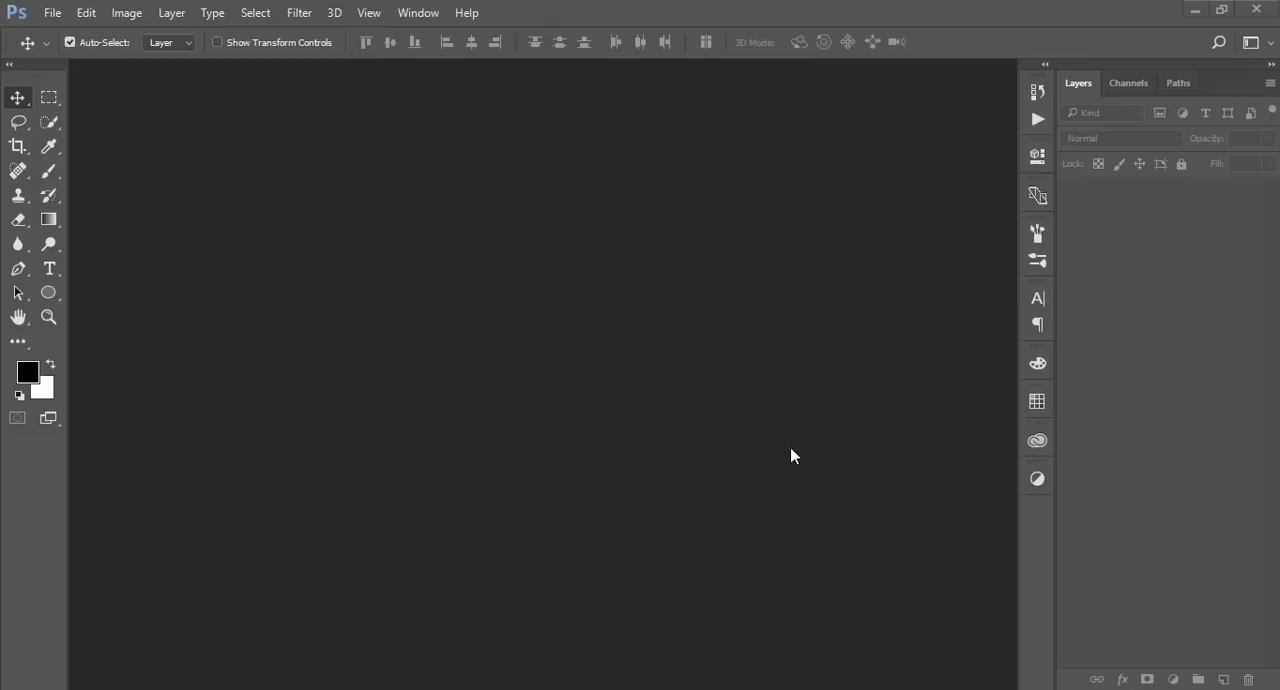 Ps File Edit Image Layer Type Select Filter 3D View Window Help
Auto-Select: Layer Show Transform Controls 3D Mode:
Layers Channels Paths
Kind
Normal Opacity:
Lock: Fill: